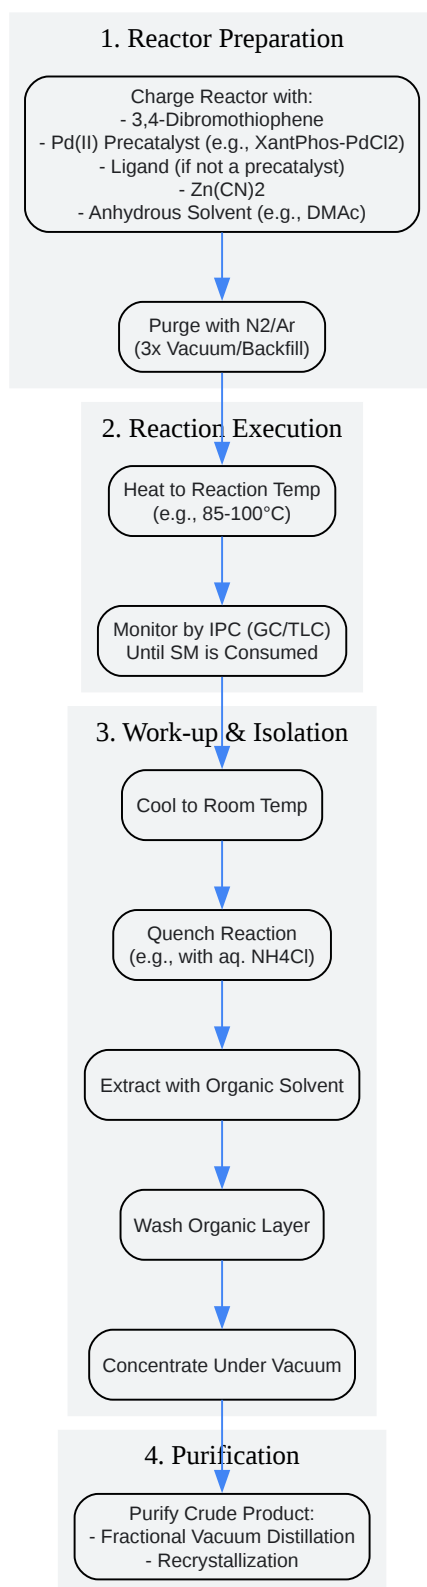 1. Reactor Preparation
Charge Reactor with:
- 3,4-Dibromothiophene
- Pd(II) Precatalyst (e.g., XantPhos-PdCl2)
- Ligand (if not a precatalyst)
- Zn(CN)2
- Anhydrous Solvent (e.g., DMAc)
Purge with N2/Ar
(3x Vacuum/Backfill)
2. Reaction Execution
Heat to Reaction Temp
(e.g., 85-100°C)
Monitor by IPC (GC/TLC)
Until SM is Consumed
3. Work-up & Isolation
Cool to Room Temp
Quench Reaction
(e.g., with aq. NH4Cl)
Extract with Organic Solvent
Wash Organic Layer
Concentrate Under Vacuum
4. Purification
Purify Crude Product:
- Fractional Vacuum Distillation
- Recrystallization